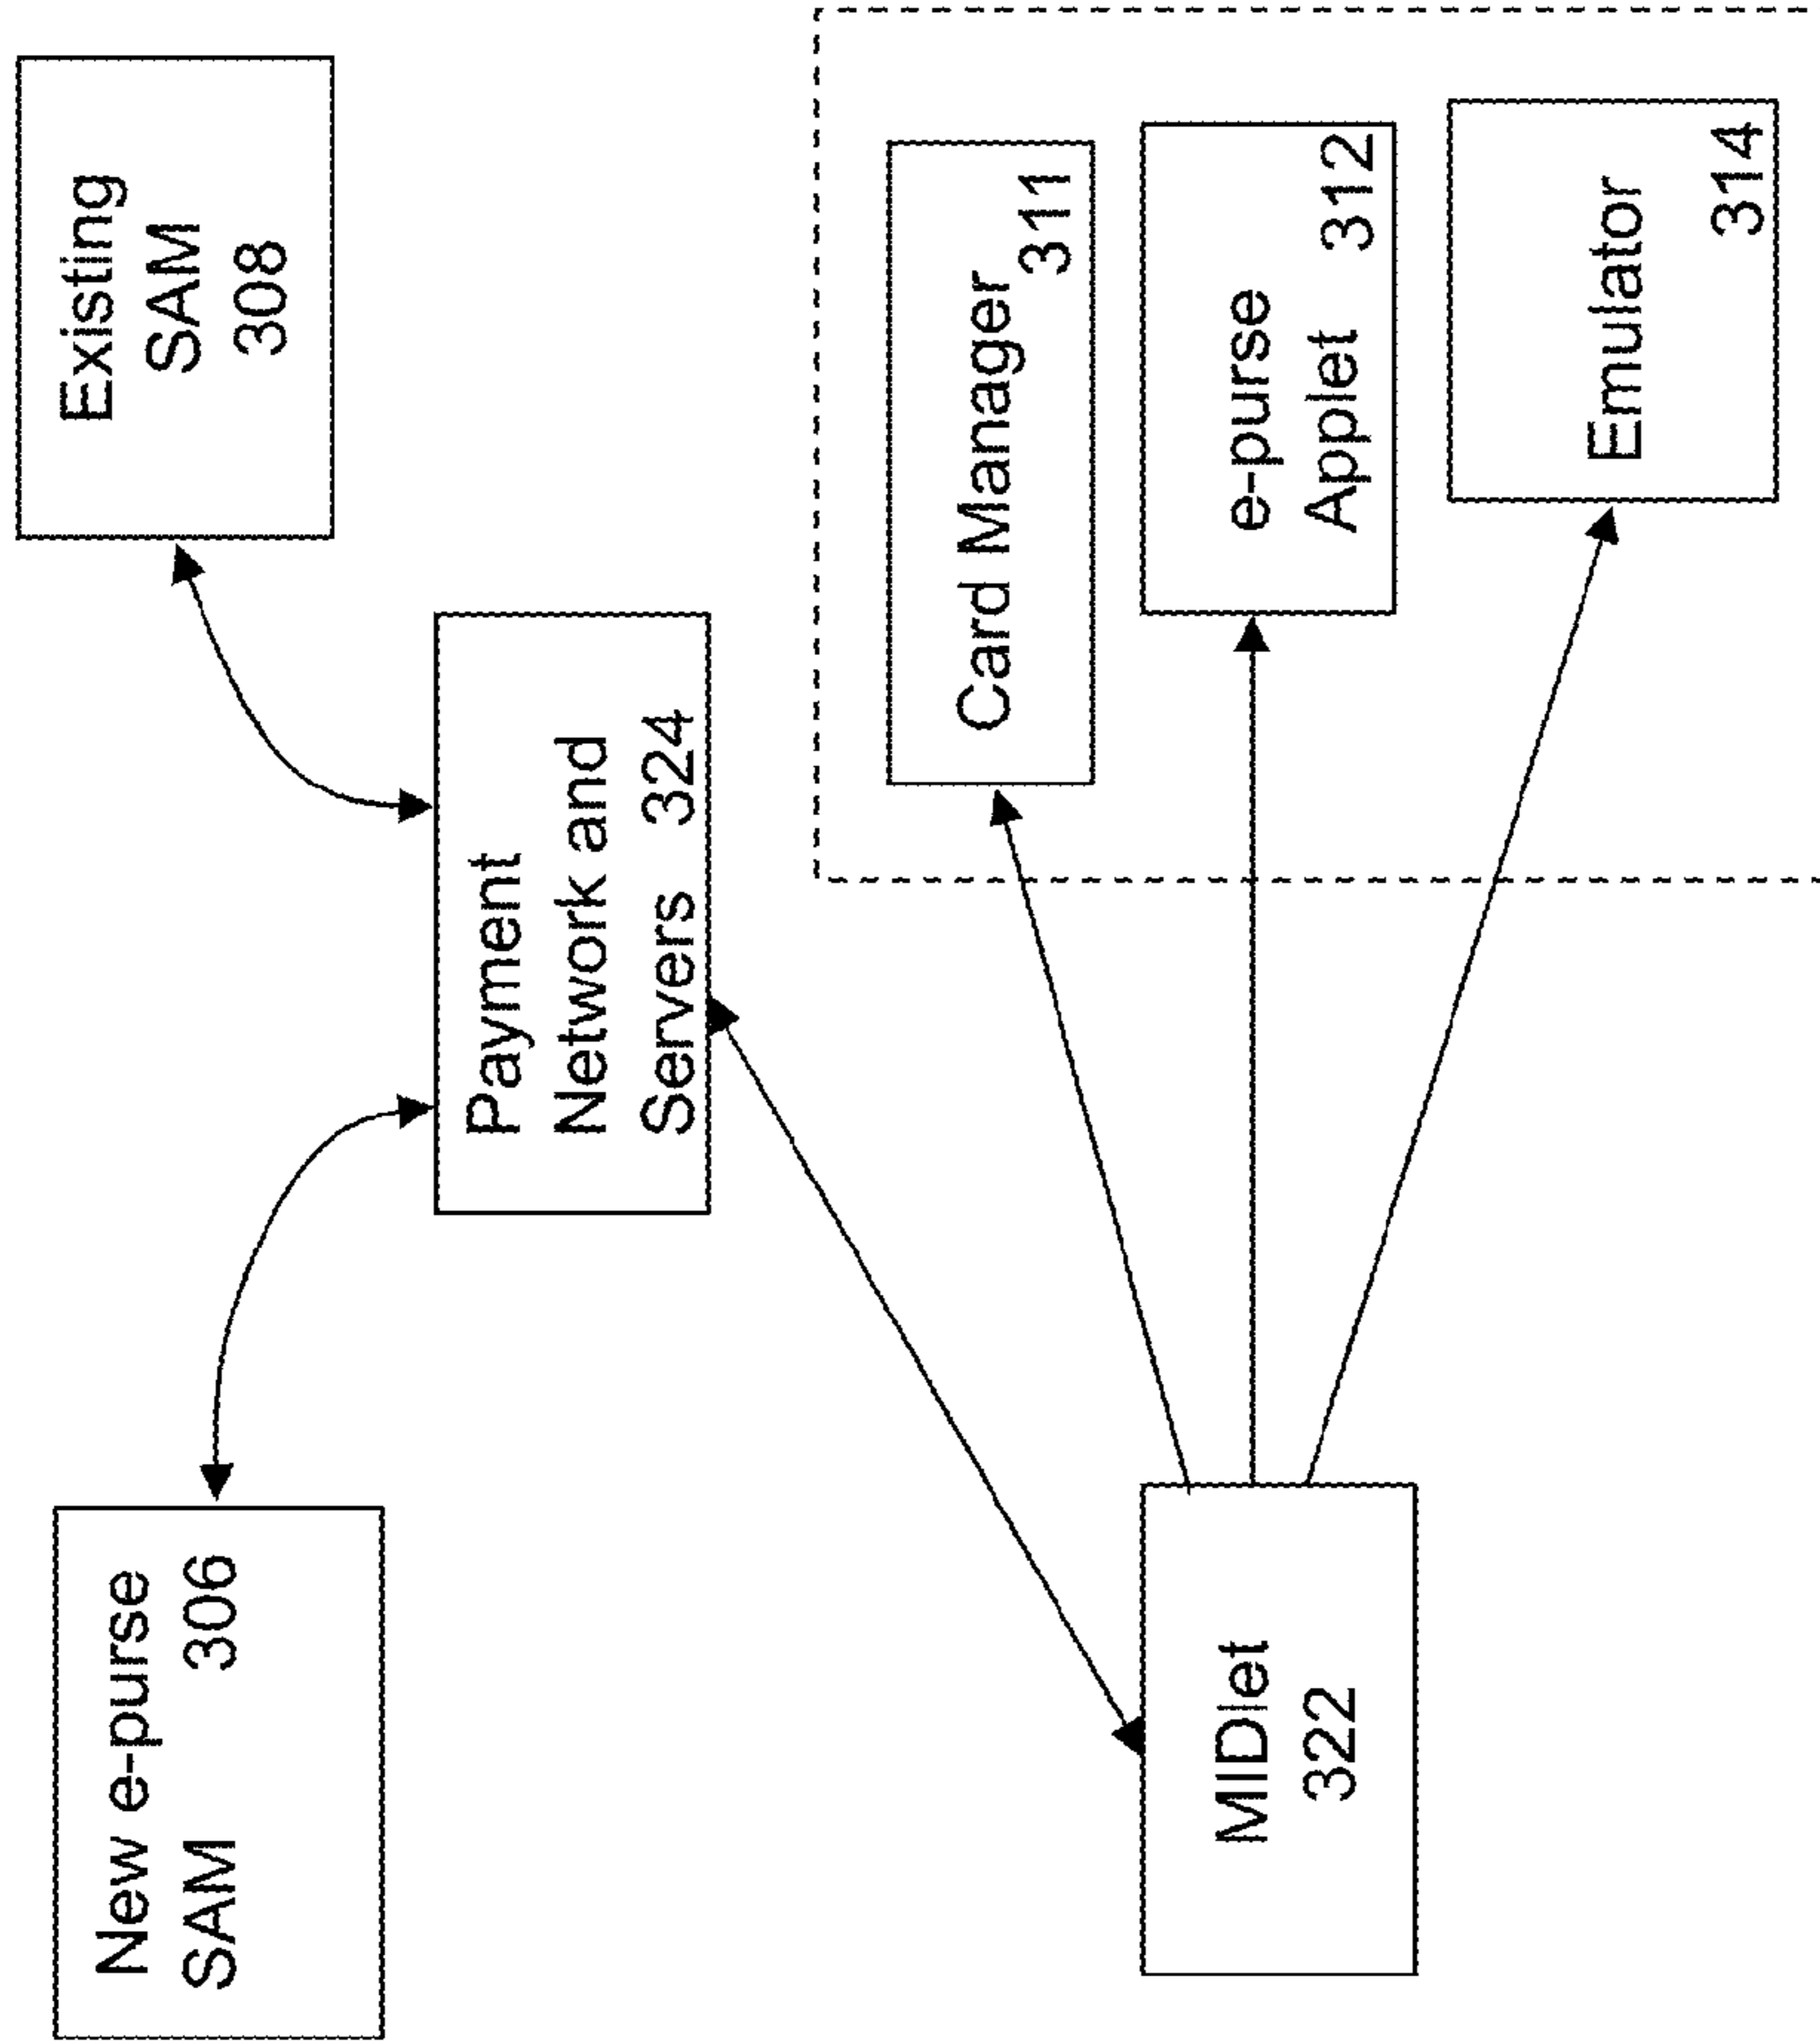 New e-purse
SAM 306
Existing
SAM
308
Payment
Network and
Servers 324
MIDlet
322
Card Manager
311
e-purse
Applet 312
Emulator
314